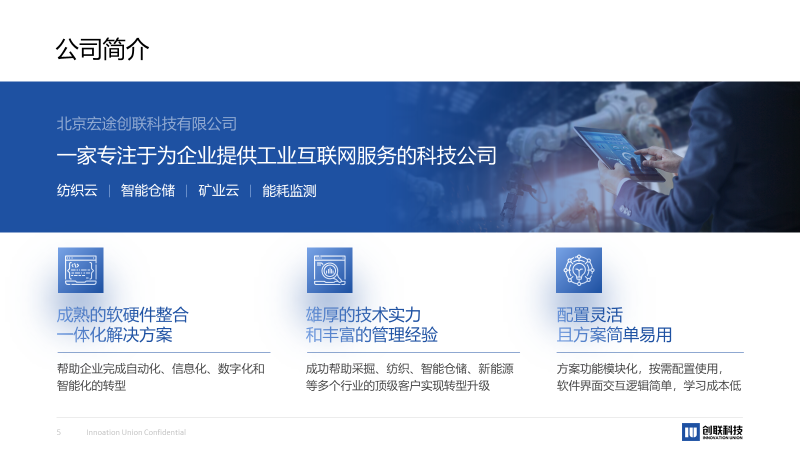 公司简介
北京宏途创联科技有限公司
一家专注于为企业提供工业互联网服务的科技公司
纺织云 | 智能仓储 | 矿业云 | 能耗监测
成熟的软硬件整合
一体化解决方案
帮助企业完成自动化、信息化、数字化和
智能化的转型
雄厚的技术实力
和丰富的管理经验
成功帮助采掘、纺织、智能仓储、新能源
等多个行业的顶级客户实现转型升级
配置灵活
且方案简单易用
方案功能模块化，按需配置使用，
软件界面交互逻辑简单，学习成本低
5 Innoation Union Confidential
IU 创联科技
INNOVATION UNION